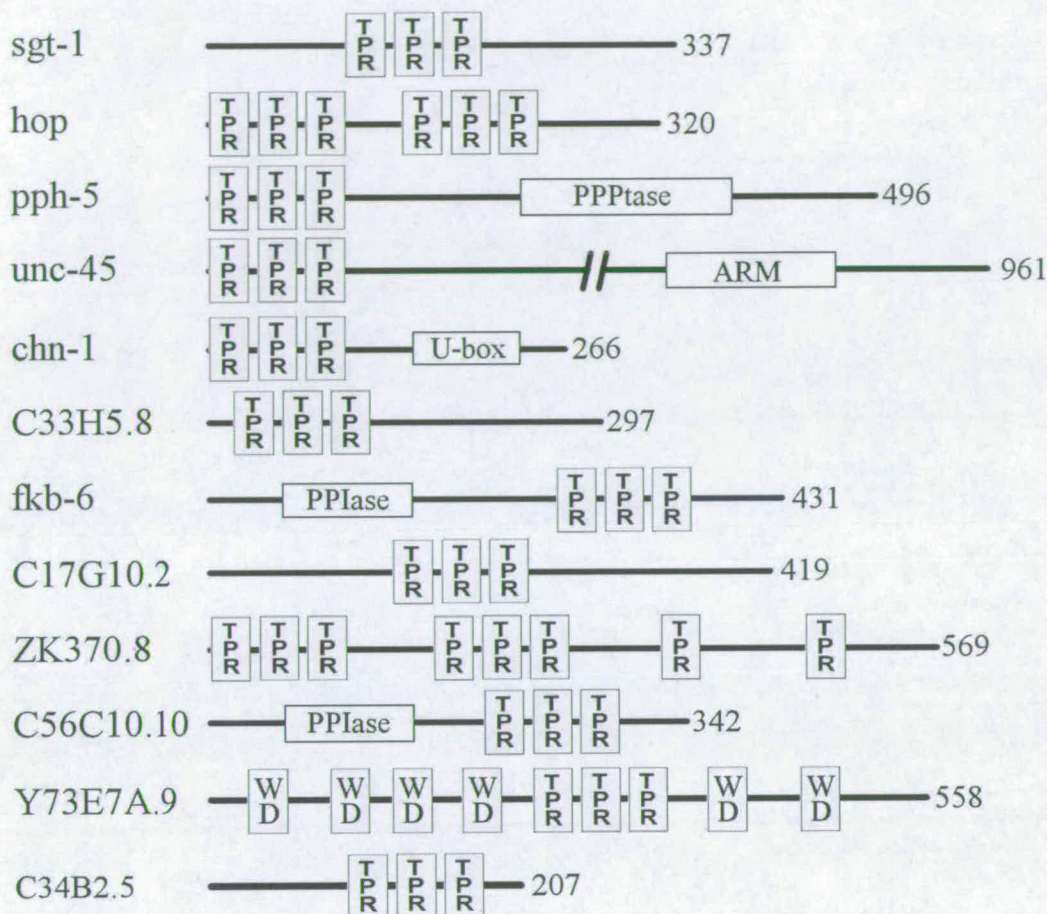 sgt-1 TPR TPR TPR 337
hop TPR TPR TPR TPR TPR TPR 320
pph-5 TPR TPR TPR PPPtase 496
unc-45 TPR TPR TPR ARM 961
chn-1 TPR TPR TPR U-box 266
C33H5.8 TPR TPR TPR 297
fkb-6 PPIase TPR TPR TPR 431
C17G10.2 TPR TPR TPR 419
ZK370.8 TPR TPR TPR TPR TPR TPR TPR TPR 569
C56C10.10 PPIase TPR TPR TPR 342
Y73E7A.9 WD WD WD WD TPR TPR TPR WD WD 558
C34B2.5 TPR TPR TPR 207